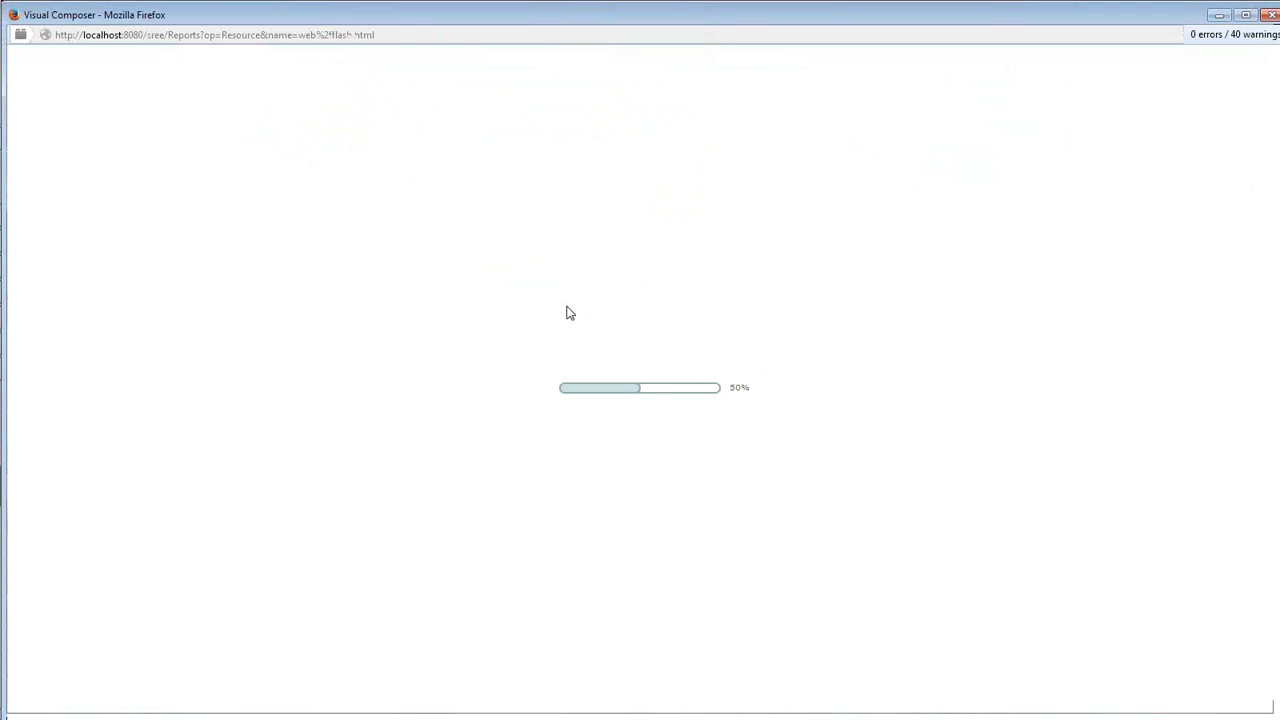 Visual Composer - Mozilla Firefox
http://localhost:8080/sree/Reports?op=Resource&name=web%2fflash.html
0 errors / 40 warnings
50%